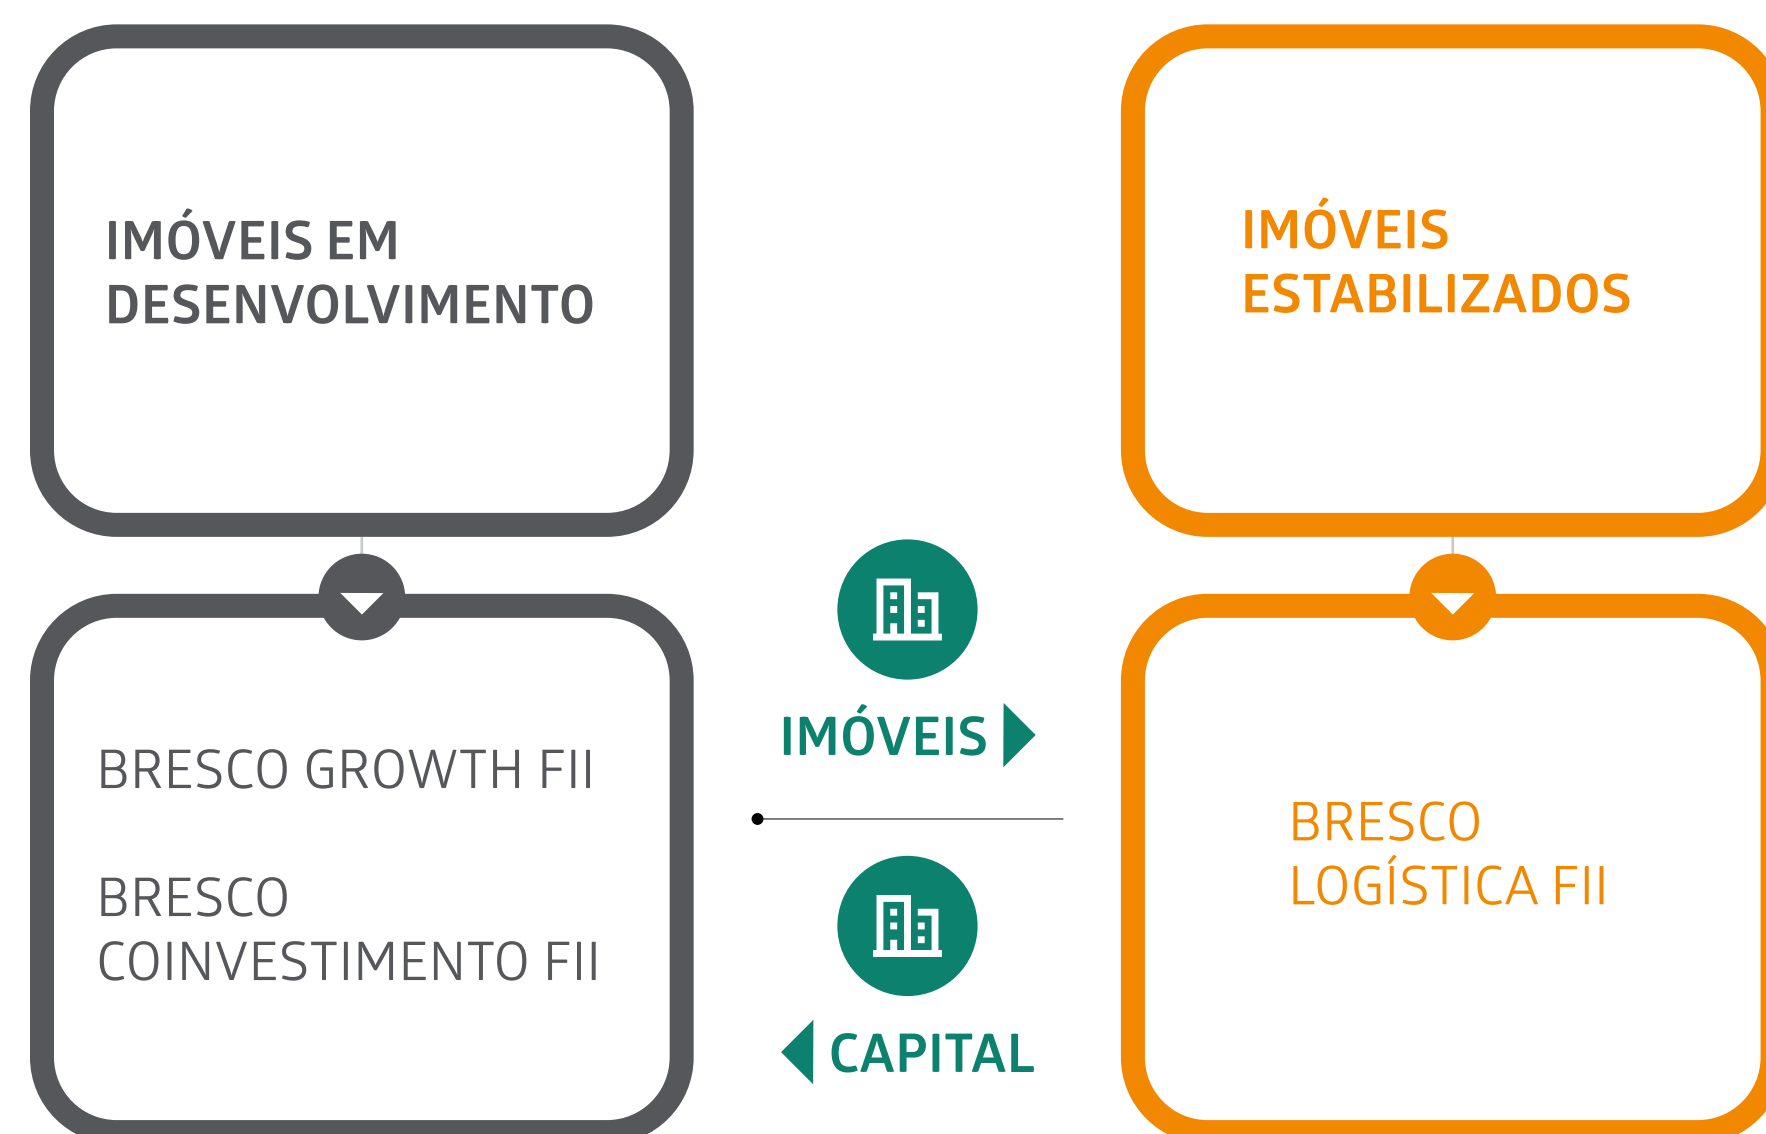 IMÓVEIS EM
DESENVOLVIMENTO
BRESCO GROWTH FII
BRESCO
COINVESTIMENTO FII
IMÓVEIS
CAPITAL
IMÓVEIS
ESTABILIZADOS
BRESCO
LOGÍSTICA FII